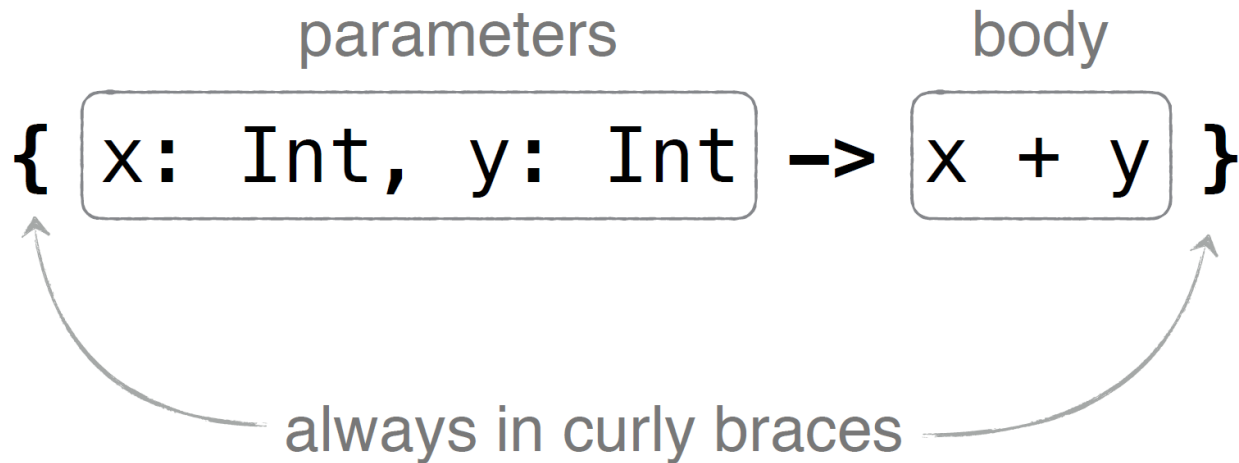 parameters body
{ x: Int, y: Int -> x + y }
always in curly braces